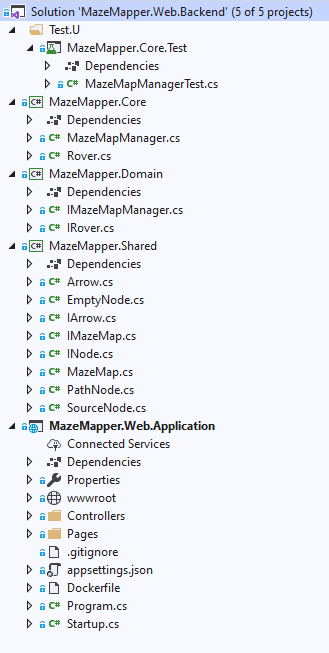 Solution 'MazeMapper.Web.Backend' (5 of 5 projects)
Test.U
MazeMapper.Core.Test
Dependencies
C# MazeMapManagerTest.cs
C# MazeMapper.Core
Dependencies
C# MazeMapManager.cs
C# Rover.cs
C# MazeMapper.Domain
Dependencies
C# IMazeMapManager.cs
C# IRover.cs
C# MazeMapper.Shared
Dependencies
C# Arrow.cs
C# EmptyNode.cs
C# IArrow.cs
C# IMazeMap.cs
C# INode.cs
C# MazeMap.cs
C# PathNode.cs
C# SourceNode.cs
MazeMapper.Web.Application
Connected Services
Dependencies
Properties
wwwroot
Controllers
Pages
.gitignore
appsettings.json
Dockerfile
C# Program.cs
C# Startup.cs